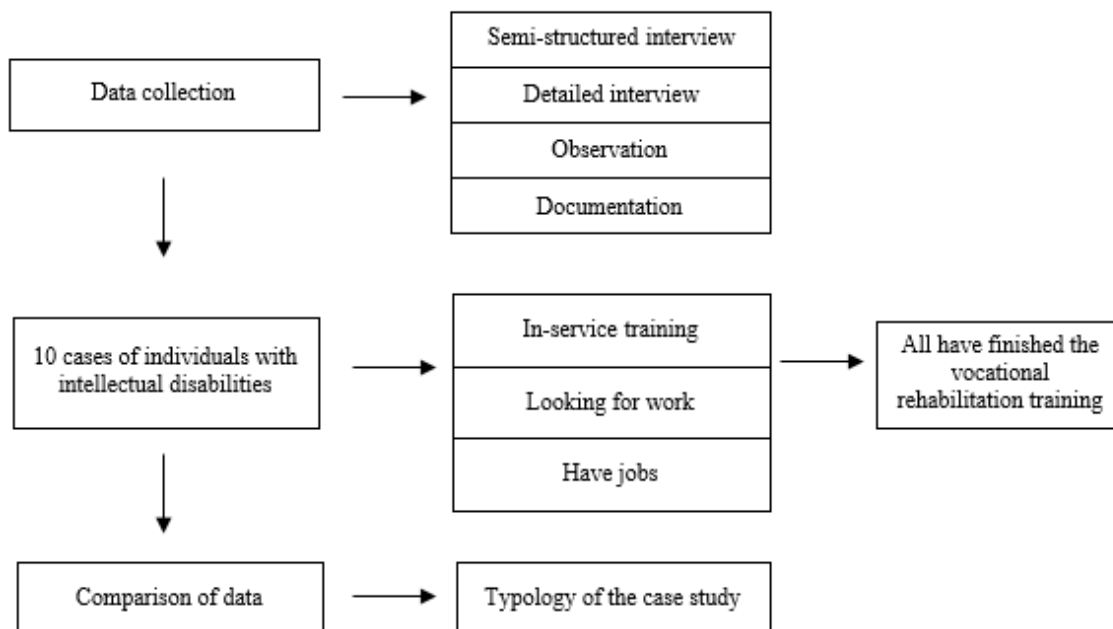 Semi-structured interview
Data collection
Detailed interview
Observation
Documentation
10 cases of individuals with
intellectual disabilities
In-service training
Looking for work
Have jobs
All have finished the
vocational
rehabilitation training
Comparison of data
Typology of the case study